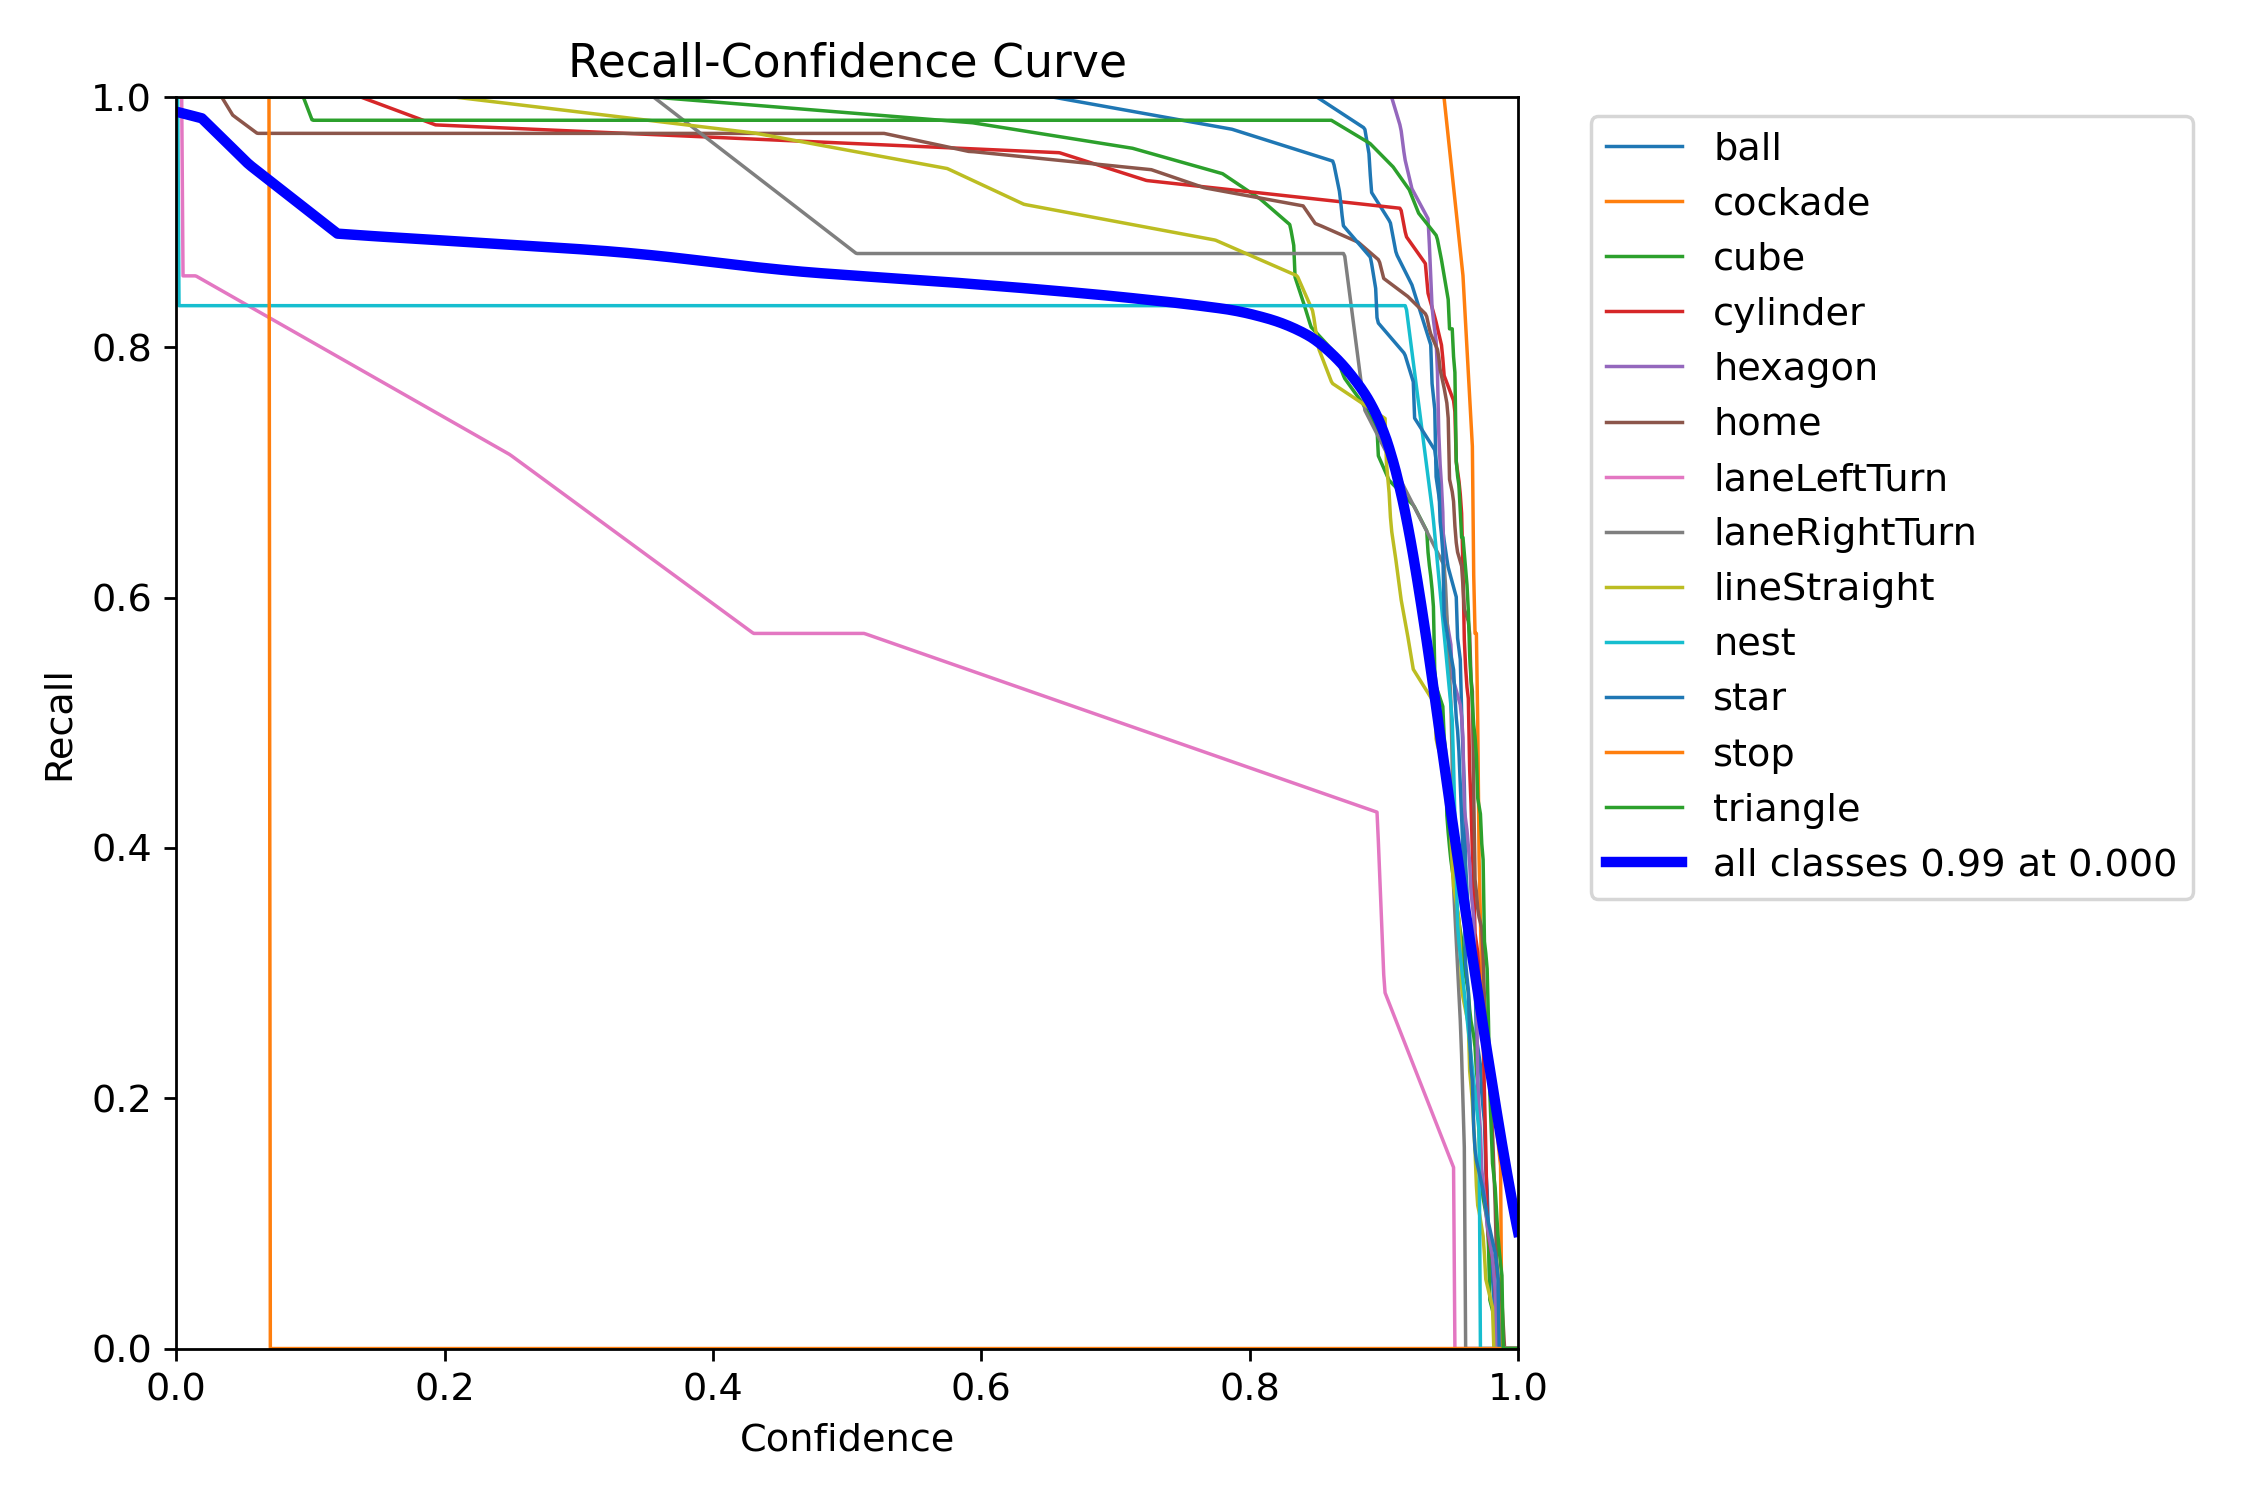 Recall-Confidence Curve
1.0
0.8
0.6
0.4
0.2
0.0
Recall
0.0 0.2 0.4 0.6 0.8 1.0
Confidence
ball
cockade
cube
cylinder
hexagon
home
laneLeftTurn
laneRightTurn
lineStraight
nest
star
stop
triangle
all classes 0.99 at 0.000